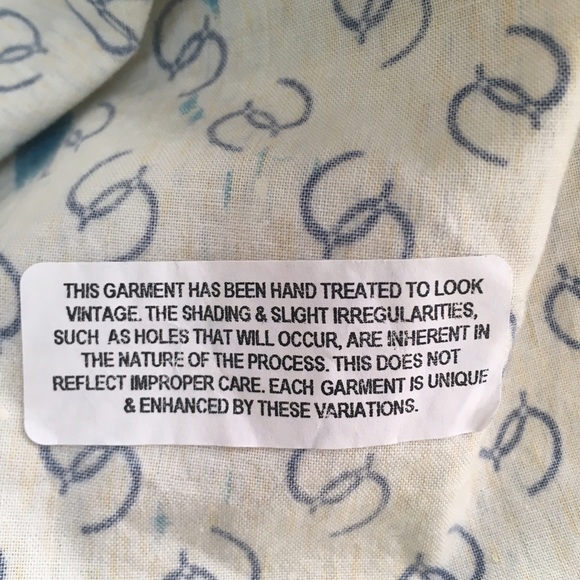 THIS GARMENT HAS BEEN HAND TREATED TO LOOK
VINTAGE. THE SHADING & SLIGHT IRREGULARITIES,
SUCH AS HOLES THAT WILL OCCUR, ARE INHERENT IN
THE NATURE OF THE PROCESS. THIS DOES NOT
REFLECT IMPROPER CARE. EACH GARMENT IS UNIQUE
& ENHANCED BY THESE VARIATIONS.